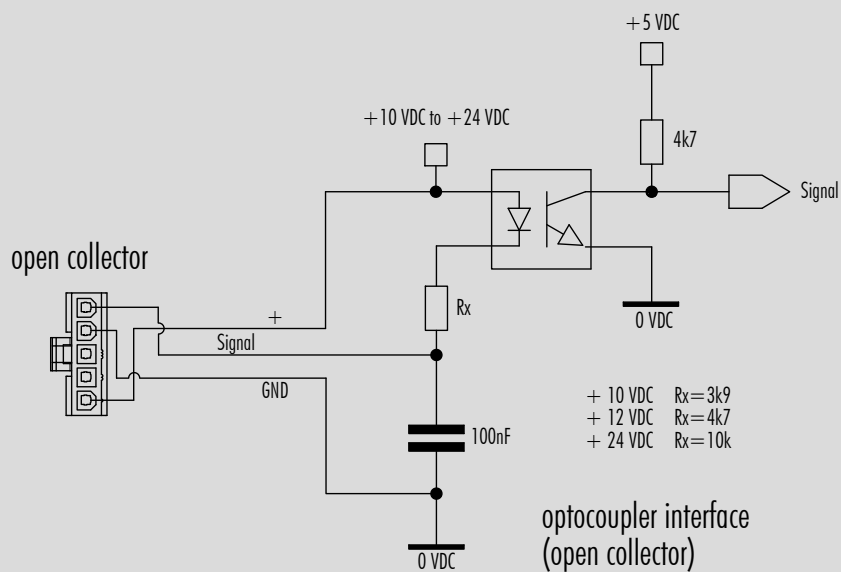 +5 VDC
+10 VDC to +24 VDC
4k7
Signal
open collector
+
Rx
0 VDC
Signal
GND
+ 10 VDC Rx=3k9
+ 12 VDC Rx=4k7
+ 24 VDC Rx=10k
100nF
optocoupler interface
(open collector)
0 VDC